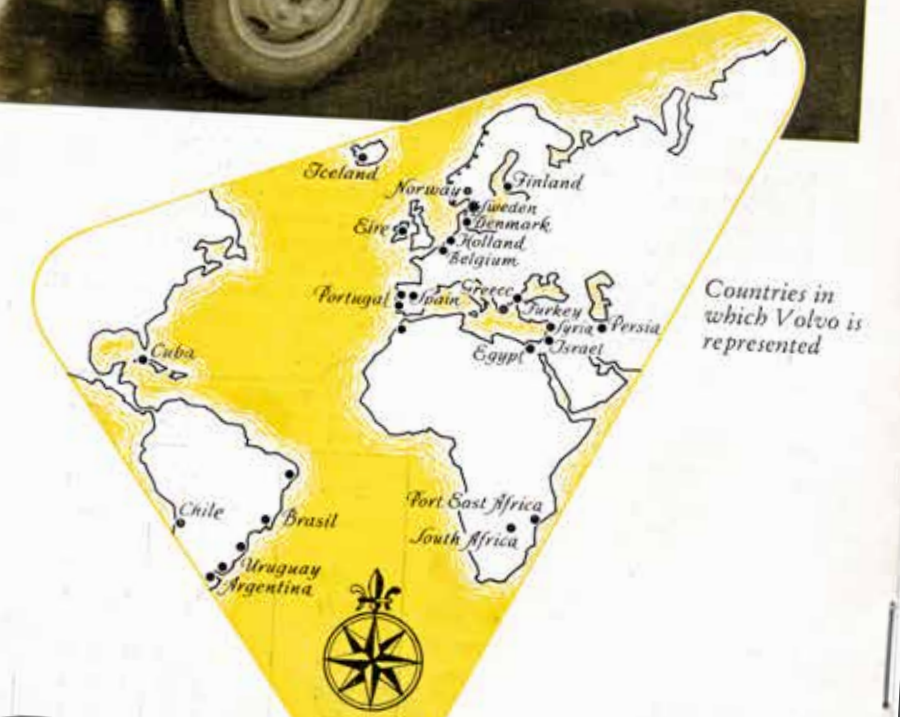 Iceland
Norway
Finland
Sweden
Denmark
Eire
Holland
Belgium
Portugal
Spain
Greece
Turkey
Syria
Persia
Israel
Egypt
Countries in
which Volvo is
represented
Cuba
Chile
Brasil
Uruguay
Argentina
Port East Africa
South Africa